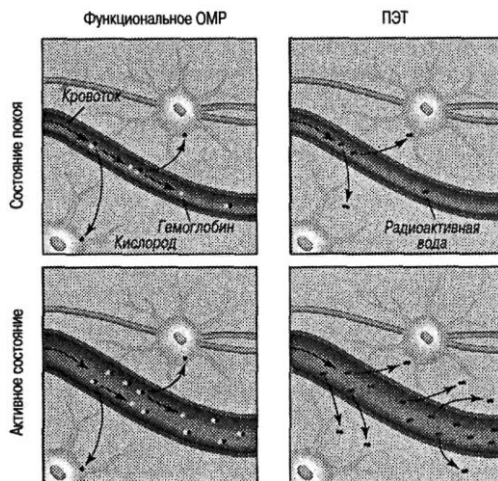 Функциональное ОМР
ПЭТ
Состояние покоя
Кровоток
Гемоглобин
Кислород
Радиоактивная
вода
Активное состояние